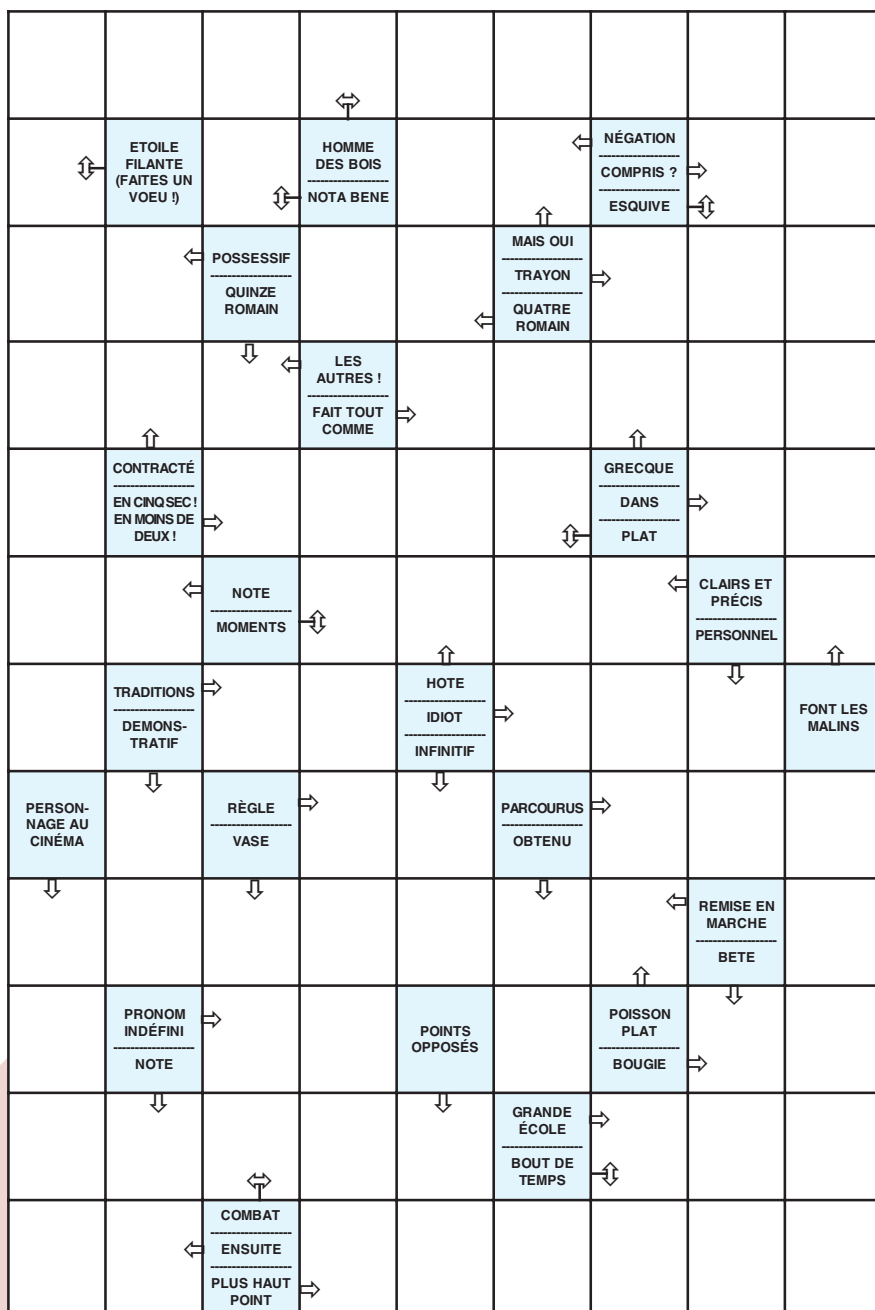 ETOILE
FILANTE
(FAITES UN
VOEU !)
HOMME
DES BOIS
NOTA BENE
NÉGATION
COMPRIS ?
ESQUIVE
POSSESSIF
QUINZE
ROMAIN
MAIS OUI
TRAYON
QUATRE
ROMAIN
LES
AUTRES !
FAIT TOUT
COMME
CONTRACTÉ
EN CINQ SEC !
EN MOINS DE
DEUX !
GRECQUE
DANS
PLAT
NOTE
MOMENTS
CLAIRS ET
PRÉCIS
PERSONNEL
TRADITIONS
DEMONS-
TRATIF
HOTE
IDIOT
INFINITIF
FONT LES
MALINS
PERSON-
NAGE AU
CINÉMA
RÈGLE
VASE
PARCOURUS
OBTENU
REMISE EN
MARCHE
BETE
PRONOM
INDÉFINI
NOTE
POINTS
OPPOSÉS
POISSON
PLAT
BOUGIE
GRANDE
ÉCOLE
BOUT DE
TEMPS
COMBAT
ENSUITE
PLUS HAUT
POINT